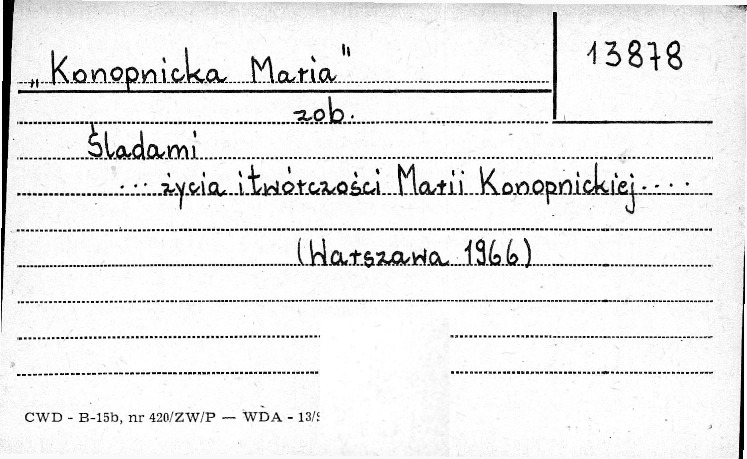 „Konopnicka Maria"
13878
zob.
Śladami
... życia i twórczości Marii Konopnickiej....
(Warszawa 1966)
CWD - B-15b, nr 420/ZW/P — WDA - 13/